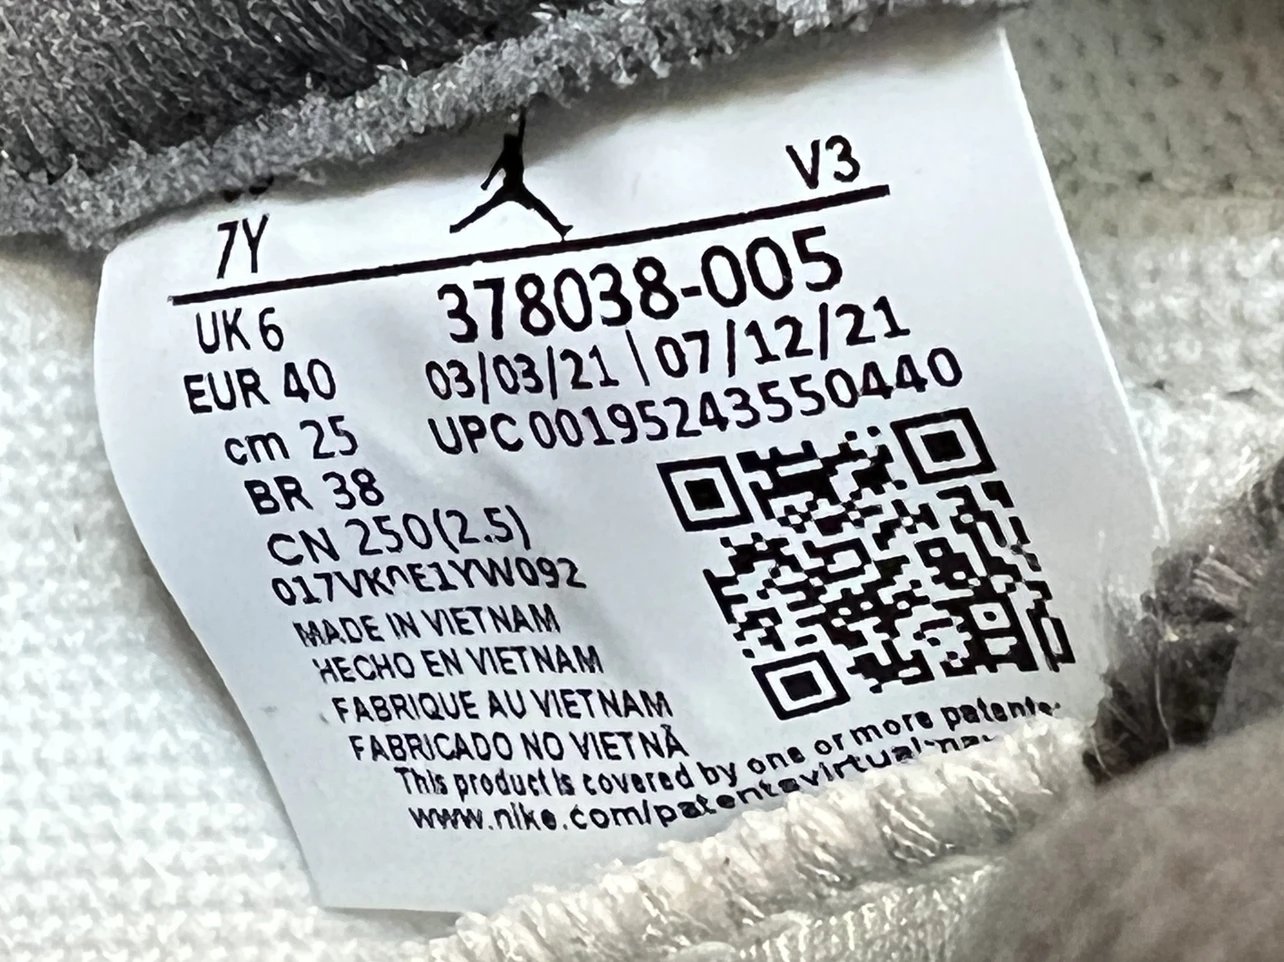 7Y V3
UK 6 378038-005
EUR 40 03/03/21 | 07/12/21
cm 25 UPC 00195243550440
BR 38
CN 250(2.5)
MADE IN VIETNAM
HECHO EN VIETNAM
FABRIQUE AU VIETNAM
FABRICADO NO VIETNÃ
This product is covered by one or more patents.
www.nike.com/patents